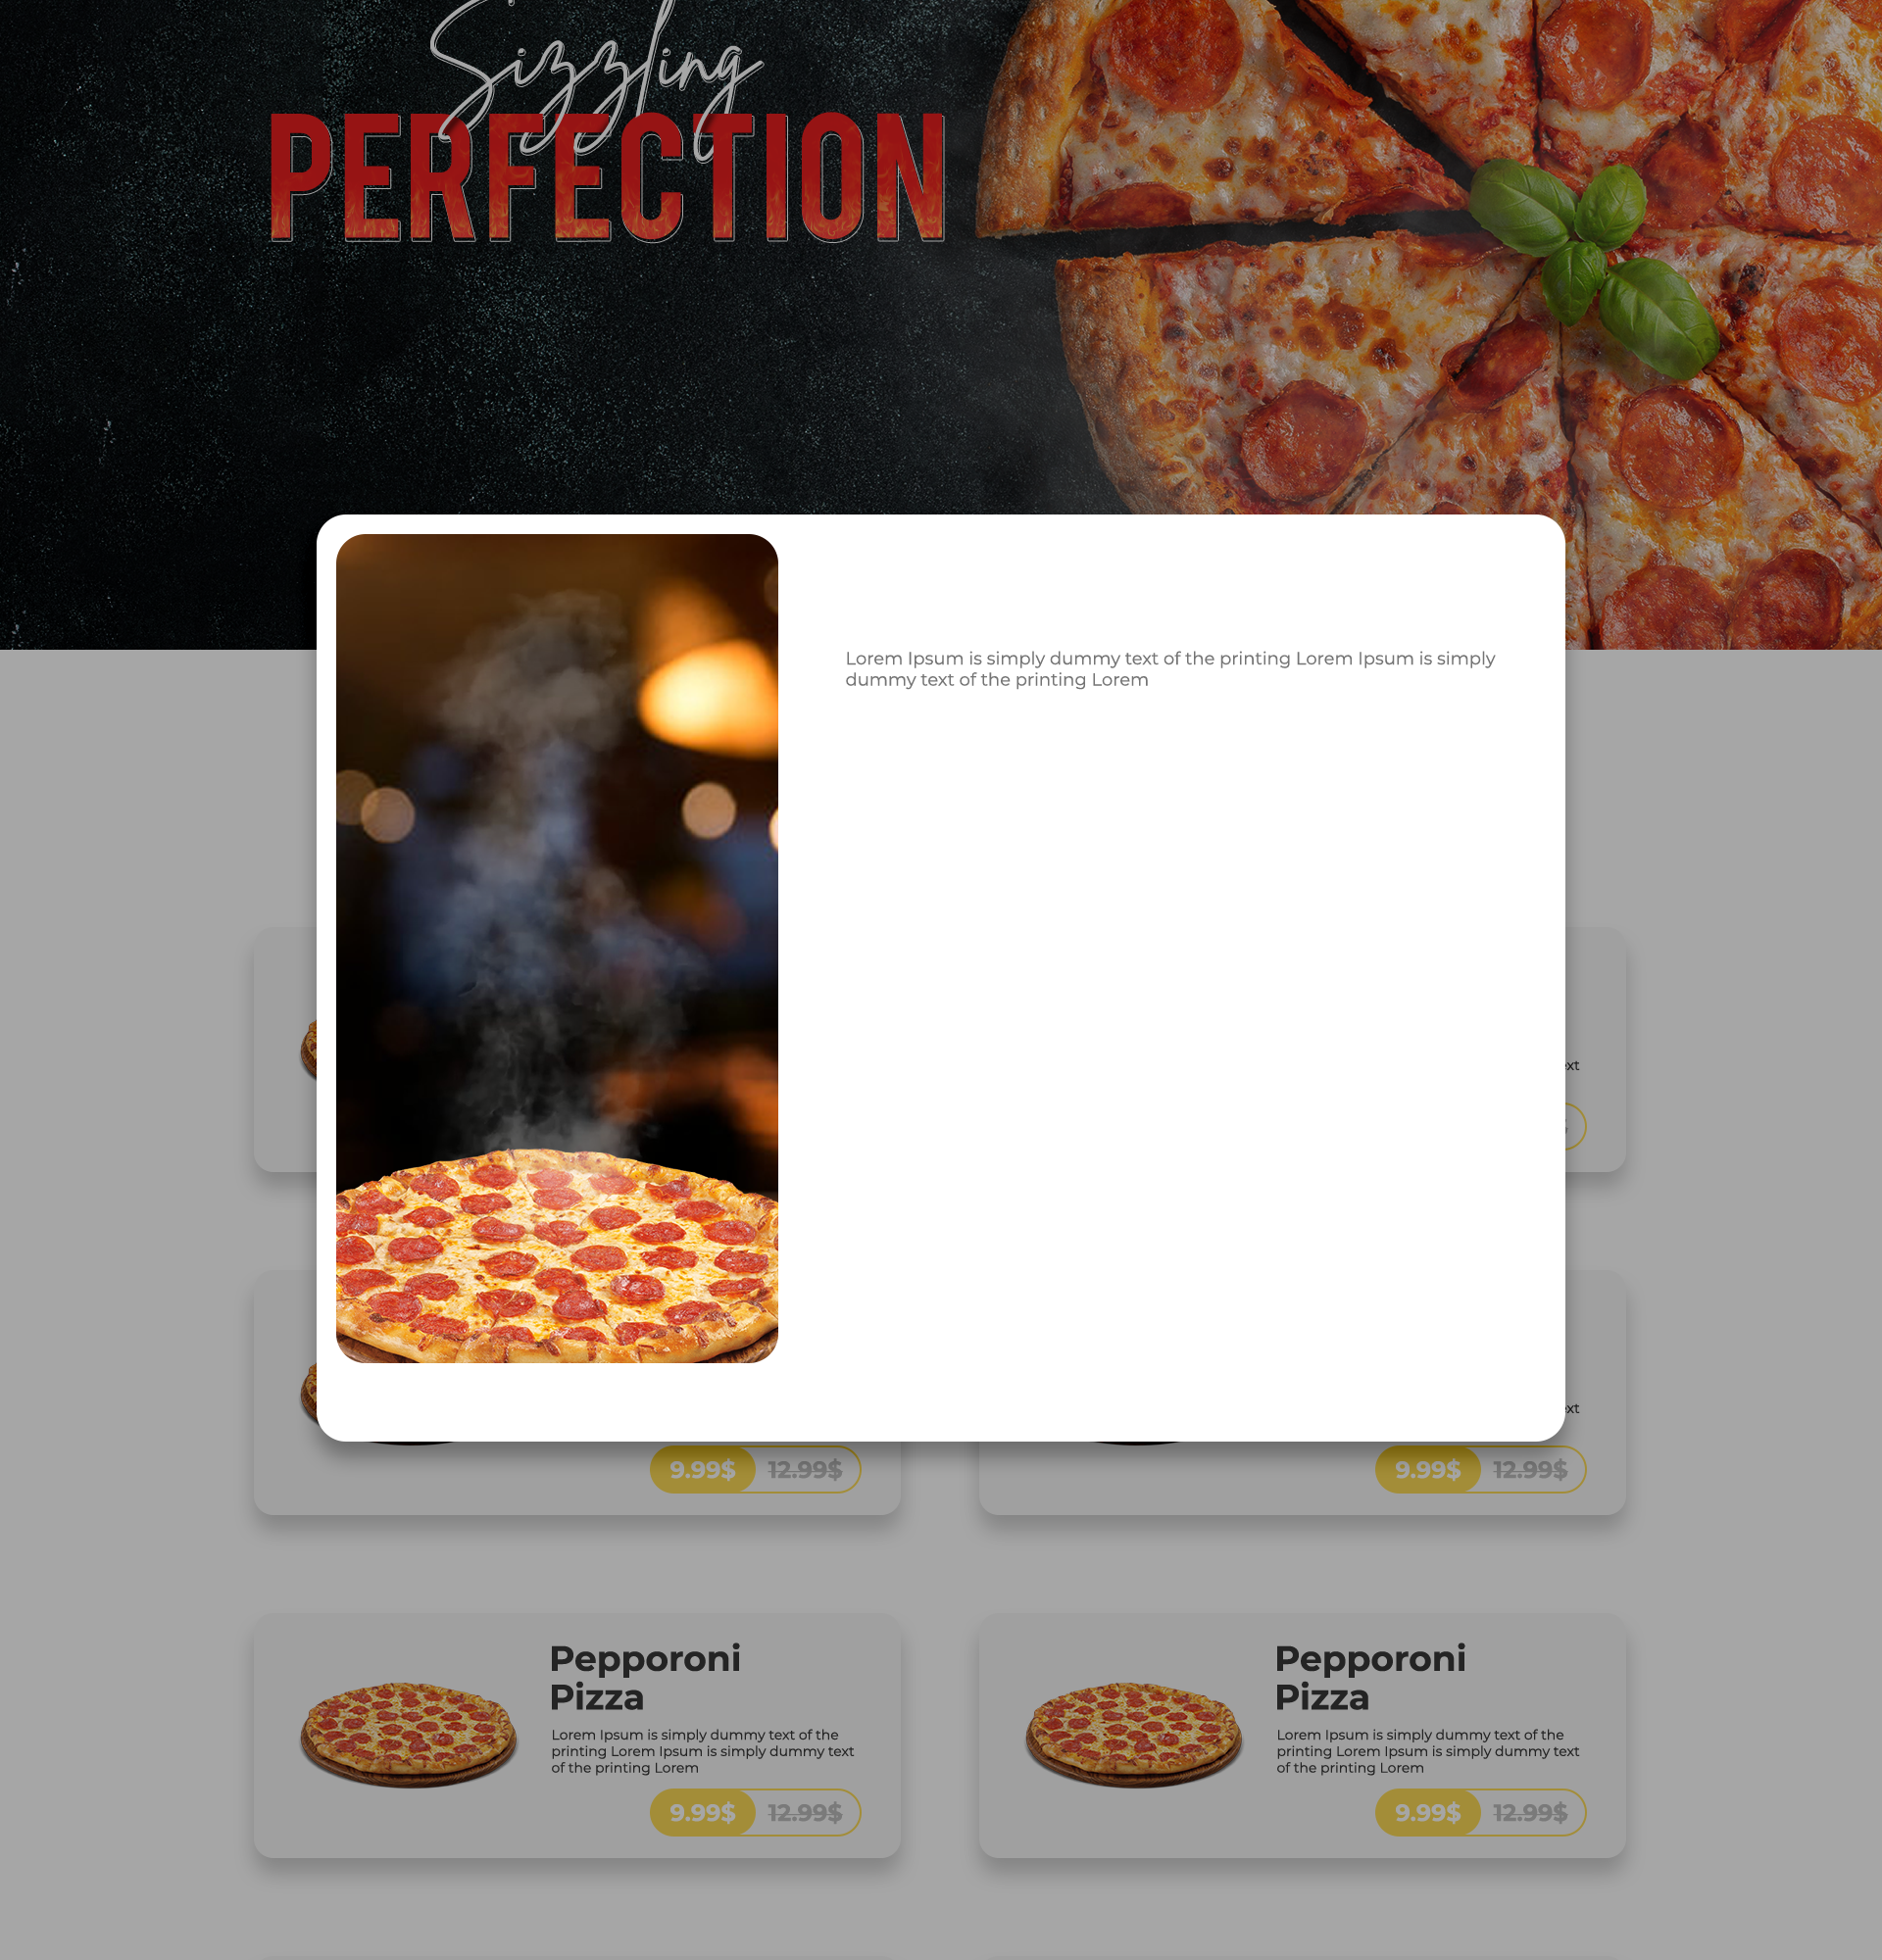 Sizzling
PERFECTION
Lorem Ipsum is simply dummy text of the printing Lorem Ipsum is simply
dummy text of the printing Lorem
9.99$ 12.99$
9.99$ 12.99$
Pepporoni
Pizza
Lorem Ipsum is simply dummy text of the
printing Lorem Ipsum is simply dummy text
of the printing Lorem
9.99$ 12.99$
Pepporoni
Pizza
Lorem Ipsum is simply dummy text of the
printing Lorem Ipsum is simply dummy text
of the printing Lorem
9.99$ 12.99$